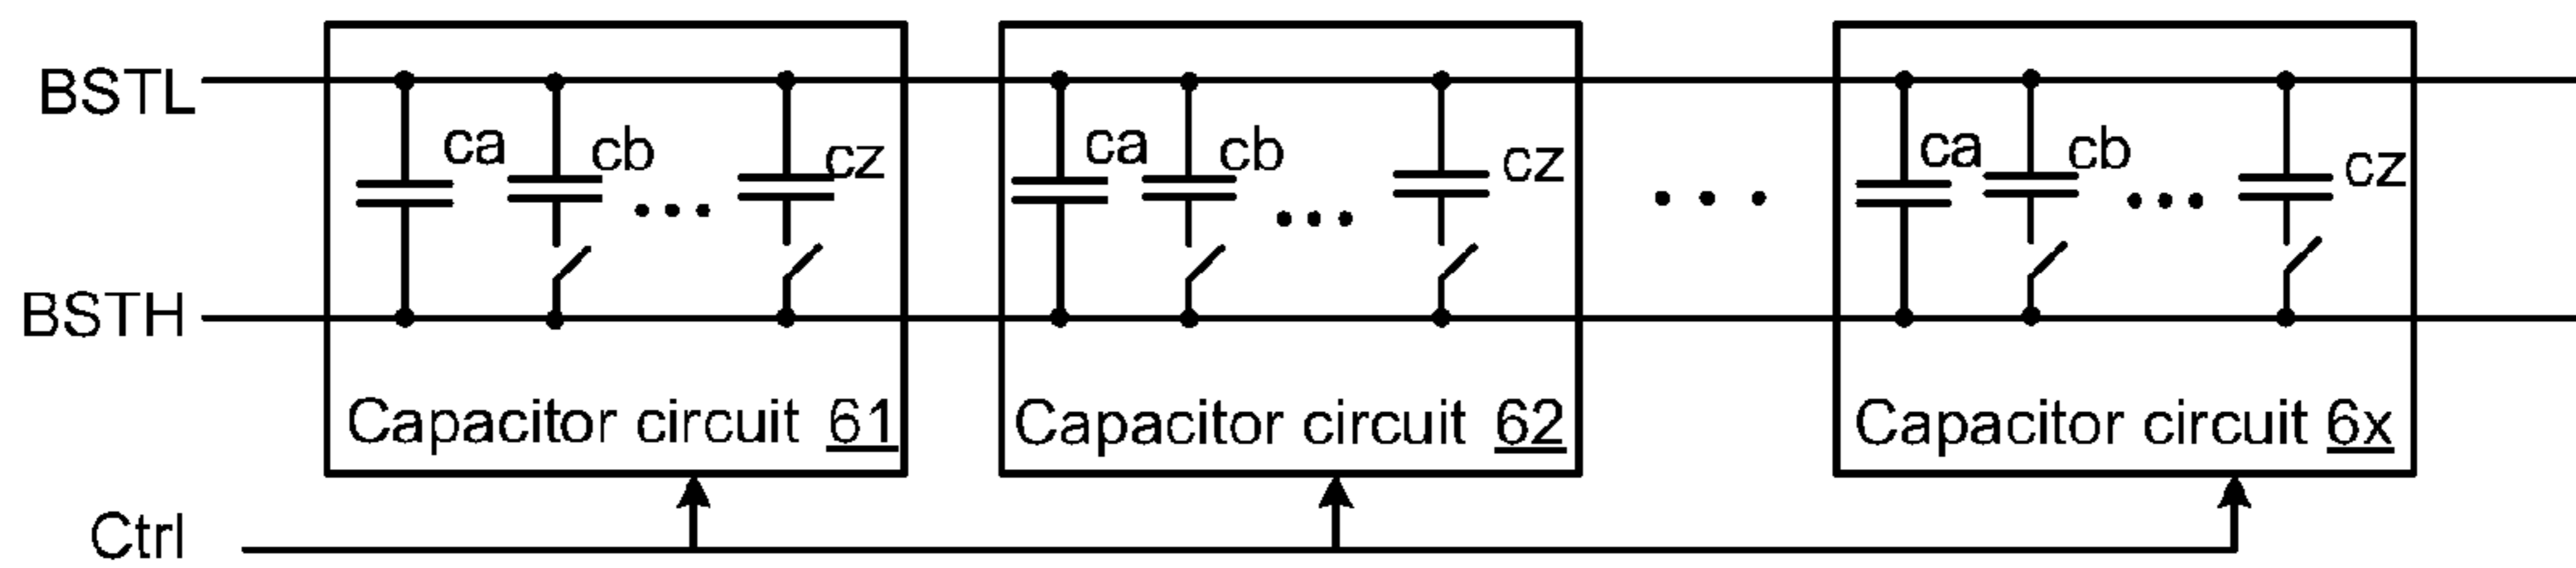 BSTL
ca cb cz
ca cb cz
ca cb cz
BSTH
Capacitor circuit 61
Capacitor circuit 62
Capacitor circuit 6x
Ctrl